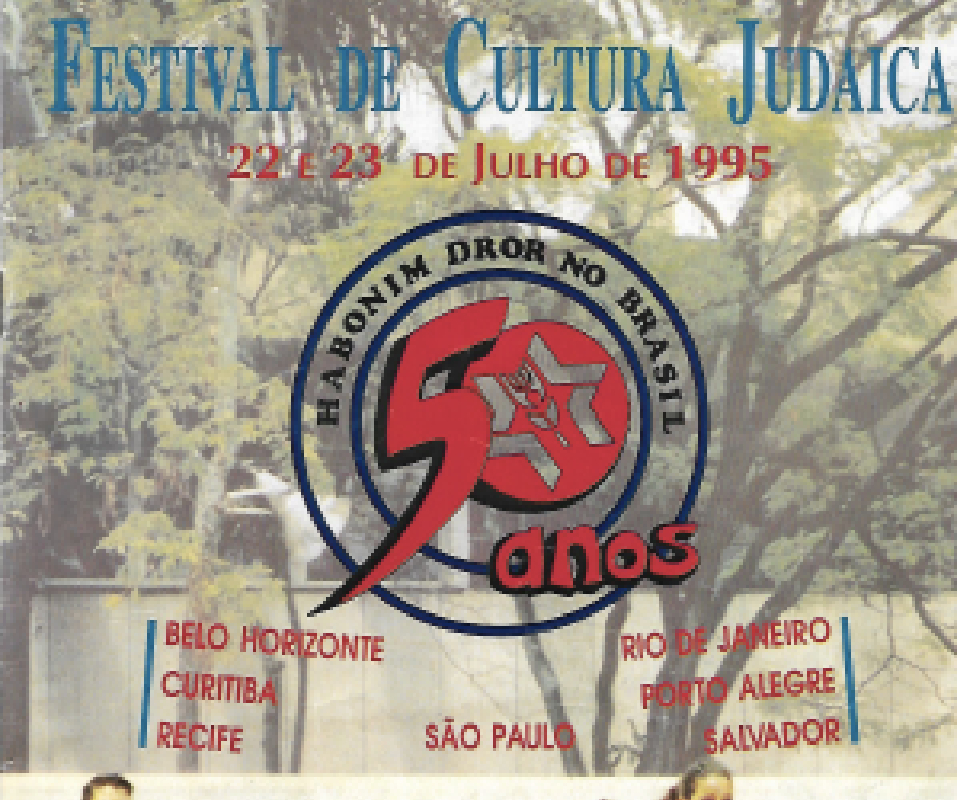 FESTIVAL DE CULTURA JUDAICA
22 E 23 DE JULHO DE 1995
HABONIM DROR NO BRASIL
50
anos
BELO HORIZONTE
CURITIBA
RECIFE
SÃO PAULO
RIO DE JANEIRO
PORTO ALEGRE
SALVADOR